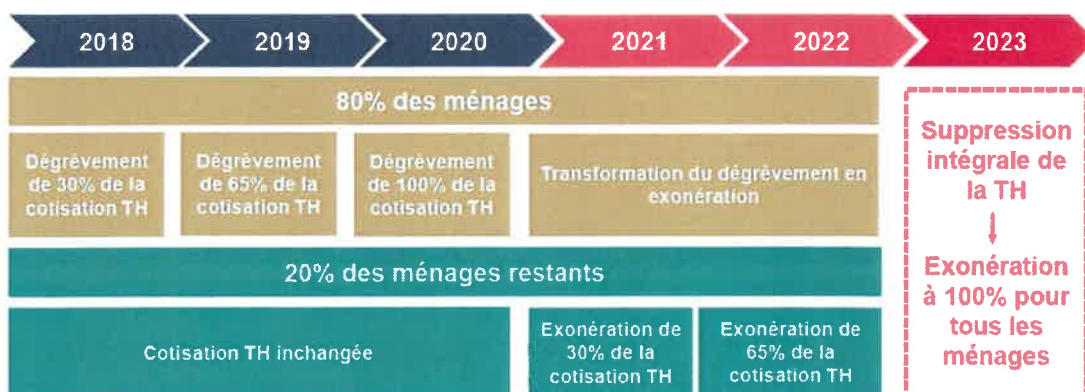 2018
2019
2020
2021
2022
2023
80% des ménages
Dégrèvement
de 30% de la
cotisation TH
Dégrèvement
de 65% de la
cotisation TH
Dégrèvement
de 100% de la
cotisation TH
Transformation du dégrèvement en
exonération
20% des ménages restants
Cotisation TH inchangée
Exonération de
30% de la
cotisation TH
Exonération de
65% de la
cotisation TH
Suppression
intégrale de
la TH
Exonération
à 100% pour
tous les
ménages